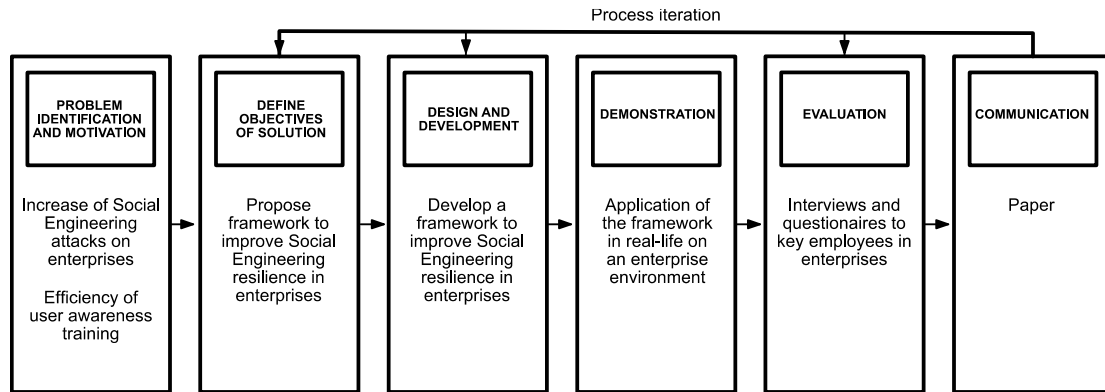 Process iteration
PROBLEM
IDENTIFICATION
AND MOTIVATION
Increase of Social
Engineering
attacks on
enterprises
Efficiency of
user awareness
training
DEFINE
OBJECTIVES
OF SOLUTION
Propose
framework to
improve Social
Engineering
resilience in
enterprises
DESIGN AND
DEVELOPMENT
Develop a
framework to
improve Social
Engineering
resilience in
enterprises
DEMONSTRATION
Application of
the framework
in real-life on
an enterprise
environment
EVALUATION
Interviews and
questionaires to
key employees in
enterprises
COMMUNICATION
Paper